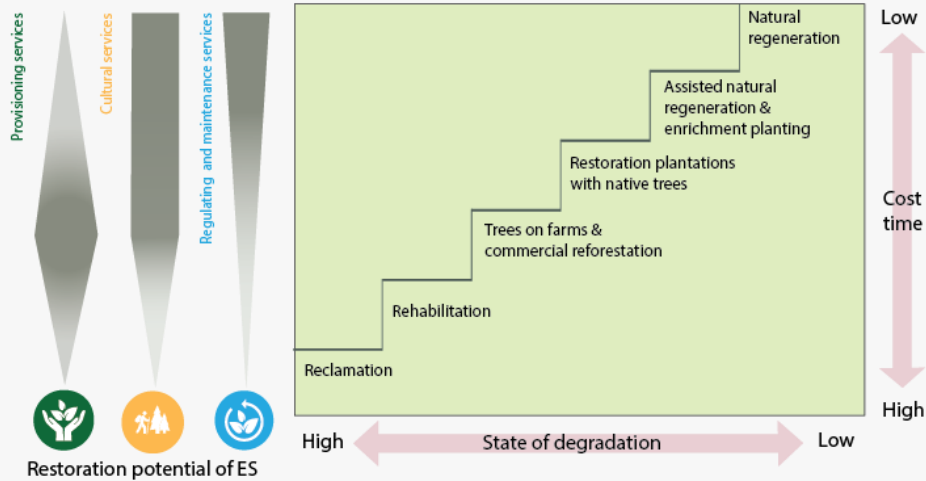 Provisioning services
Cultural services
Regulating and maintenance services
Restoration potential of ES
Natural
regeneration
Assisted natural
regeneration &
enrichment planting
Restoration plantations
with native trees
Trees on farms &
commercial reforestation
Rehabilitation
Reclamation
Low
Cost
time
High
High
State of degradation
Low